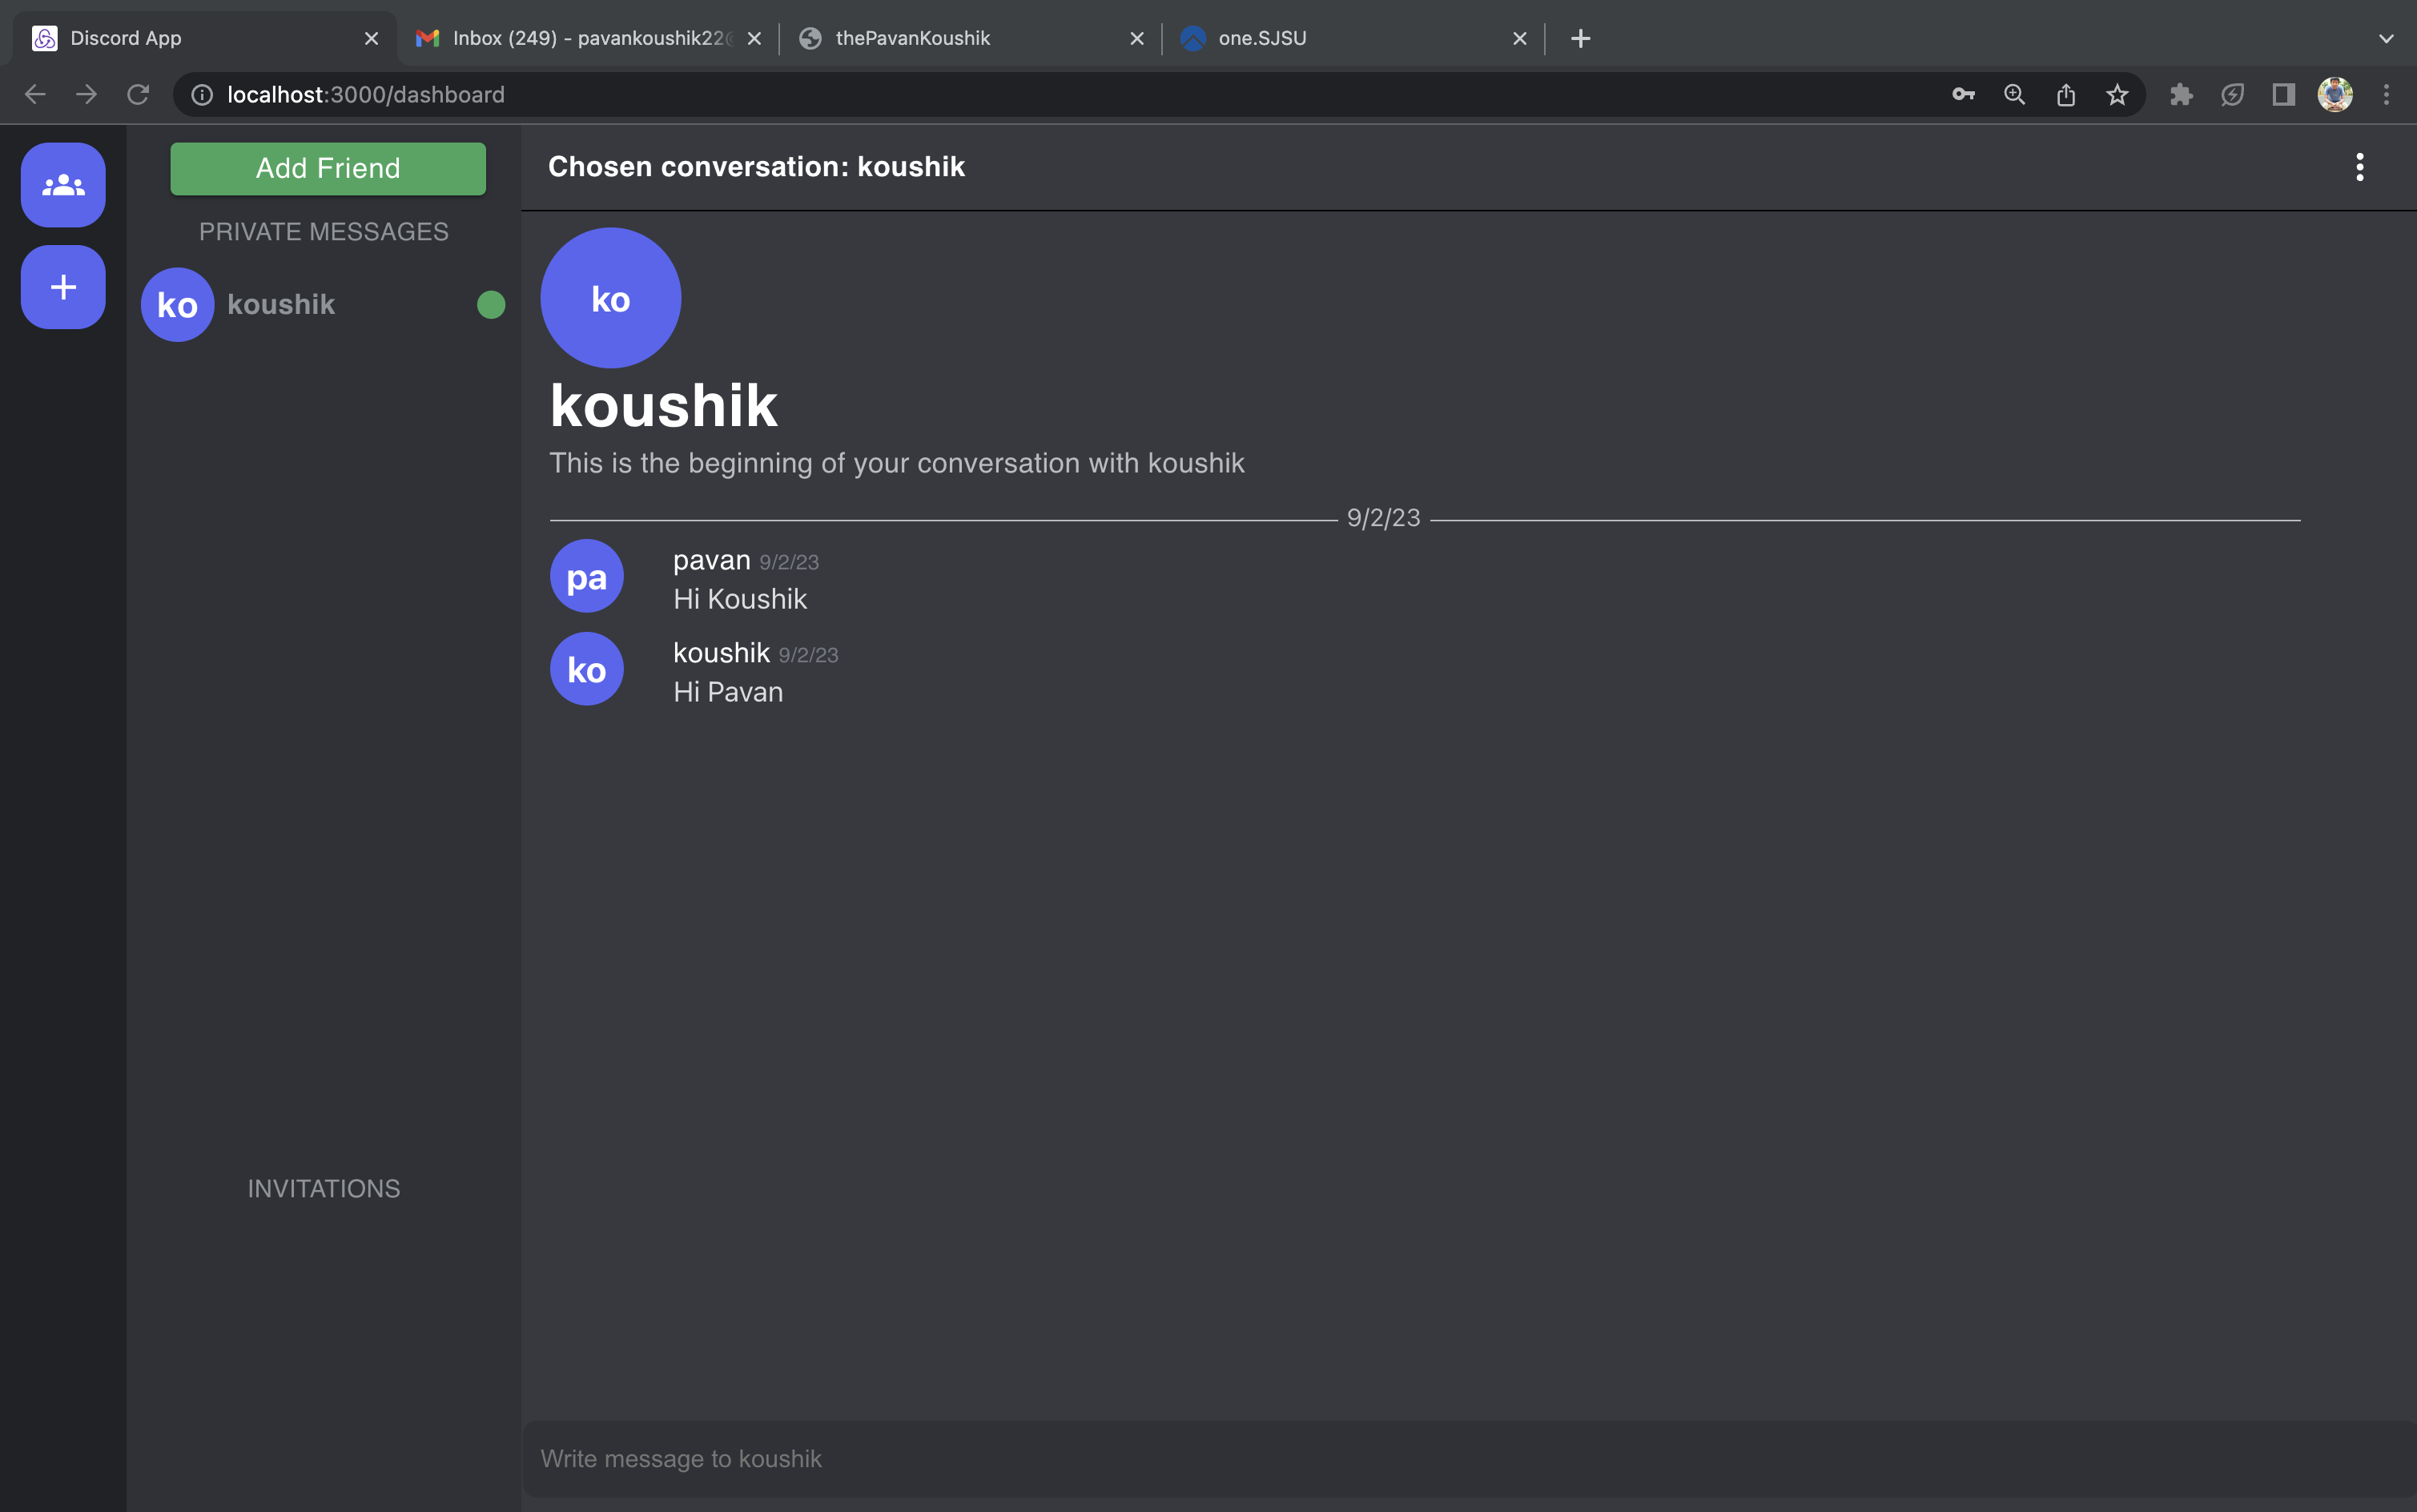 Discord App
Inbox (249) - pavankoushik22
thePavanKoushik
one.SJSU
localhost:3000/dashboard
Add Friend
PRIVATE MESSAGES
ko koushik
INVITATIONS
Chosen conversation: koushik
ko
koushik
This is the beginning of your conversation with koushik
9/2/23
pa
pavan 9/2/23
Hi Koushik
ko
koushik 9/2/23
Hi Pavan
Write message to koushik